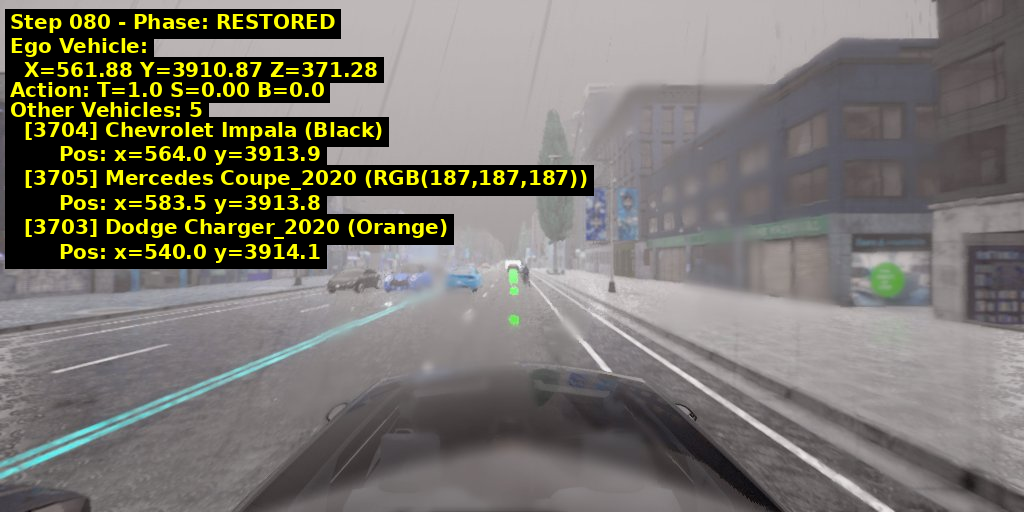 Step 080 - Phase: RESTORED
Ego Vehicle:
X=561.88 Y=3910.87 Z=371.28
Action: T=1.0 S=0.00 B=0.0
Other Vehicles: 5
[3704] Chevrolet Impala (Black)
Pos: x=564.0 y=3913.9
[3705] Mercedes Coupe_2020 (RGB(187,187,187))
Pos: x=583.5 y=3913.8
[3703] Dodge Charger_2020 (Orange)
Pos: x=540.0 y=3914.1